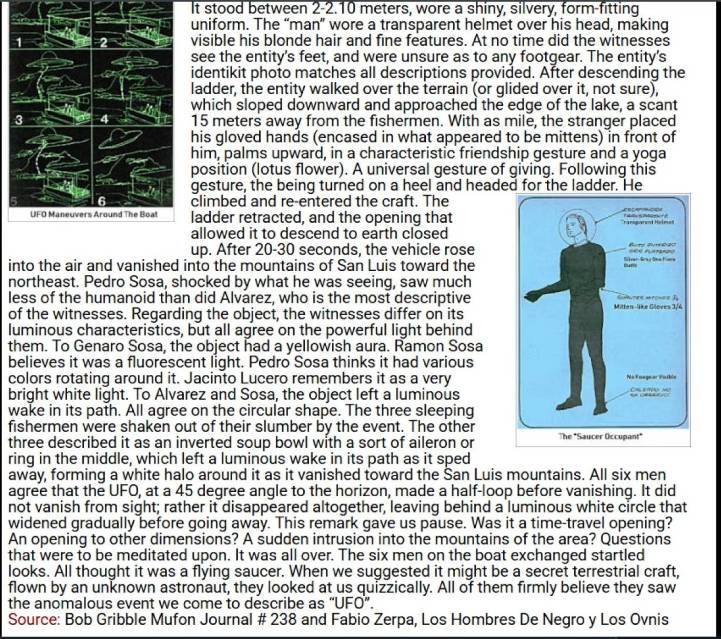 It stood between 2-2.10 meters, wore a shiny, silvery, form-fitting
uniform. The “man” wore a transparent helmet over his head, making
visible his blonde hair and fine features. At no time did the witnesses
see the entity’s feet, and were unsure as to any footgear. The entity’s
identikit photo matches all descriptions provided. After descending the
ladder, the entity walked over the terrain (or glided over it, not sure),
which sloped downward and approached the edge of the lake, a scant
15 meters away from the fishermen. With as mile, the stranger placed
his gloved hands (encased in what appeared to be mittens) in front of
him, palms upward, in a characteristic friendship gesture and a yoga
position (lotus flower). A universal gesture of giving. Following this
gesture, the being turned on a heel and headed for the ladder. He
climbed and re-entered the craft. The
ladder retracted, and the opening that
allowed it to descend to earth closed
up. After 20-30 seconds, the vehicle rose
into the air and vanished into the mountains of San Luis toward the
northeast. Pedro Sosa, shocked by what he was seeing, saw much
less of the humanoid than did Alvarez, who is the most descriptive
of the witnesses. Regarding the object, the witnesses differ on its
luminous characteristics, but all agree on the powerful light behind
them. To Genaro Sosa, the object had a yellowish aura. Ramon Sosa
believes it was a fluorescent light. Pedro Sosa thinks it had various
colors rotating around it. Jacinto Lucero remembers it as a very
bright white light. To Alvarez and Sosa, the object left a luminous
wake in its path. All agree on the circular shape. The three sleeping
fishermen were shaken out of their slumber by the event. The other
three described it as an inverted soup bowl with a sort of aileron or
ring in the middle, which left a luminous wake in its path as it sped
away, forming a white halo around it as it vanished toward the San Luis mountains. All six men
agree that the UFO, at a 45 degree angle to the horizon, made a half-loop before vanishing. It did
not vanish from sight; rather it disappeared altogether, leaving behind a luminous white circle that
widened gradually before going away. This remark gave us pause. Was it a time-travel opening?
An opening to other dimensions? A sudden intrusion into the mountains of the area? Questions
that were to be meditated upon. It was all over. The six men on the boat exchanged startled
looks. All thought it was a flying saucer. When we suggested it might be a secret terrestrial craft,
flown by an unknown astronaut, they looked at us quizzically. All of them firmly believe they saw
the anomalous event we come to describe as “UFO”.
Source: Bob Gribble Mufon Journal # 238 and Fabio Zerpa, Los Hombres De Negro y Los Ovnis
1
2
3
4
5
6
UFO Maneuvers Around The Boat
Transparent Helmet
Silver-Gray One Piece
Mitten-like Gloves 3/4
No Footgear Visible
The "Saucer Occupant"